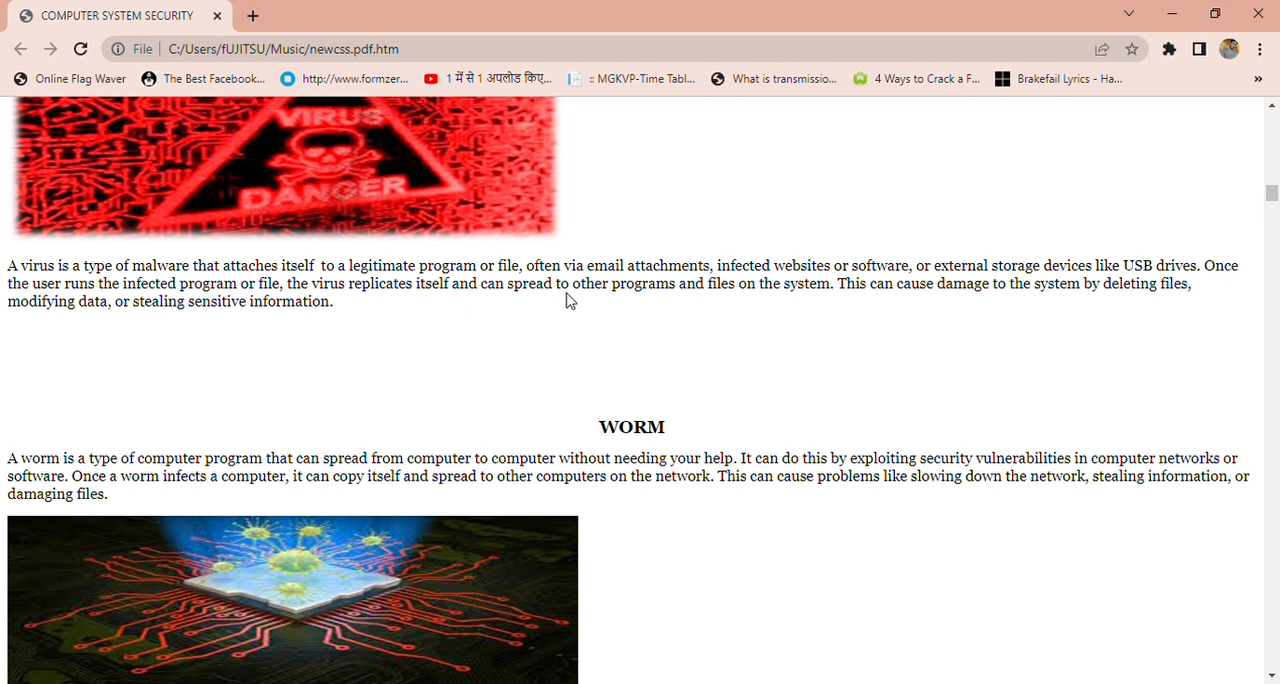 COMPUTER SYSTEM SECURITY
File C:/Users/fUJITSU/Music/newcss.pdf.htm
Online Flag Waver The Best Facebook... http://www.formzer... 1 में से 1 अपलोड किए... :: MGKVP-Time Tabl... What is transmissio... 4 Ways to Crack a F... Brakefail Lyrics - Ha... »
VIRUS
DANGER
A virus is a type of malware that attaches itself  to a legitimate program or file, often via email attachments, infected websites or software, or external storage devices like USB drives. Once
the user runs the infected program or file, the virus replicates itself and can spread to other programs and files on the system. This can cause damage to the system by deleting files,
modifying data, or stealing sensitive information.
WORM
A worm is a type of computer program that can spread from computer to computer without needing your help. It can do this by exploiting security vulnerabilities in computer networks or
software. Once a worm infects a computer, it can copy itself and spread to other computers on the network. This can cause problems like slowing down the network, stealing information, or
damaging files.